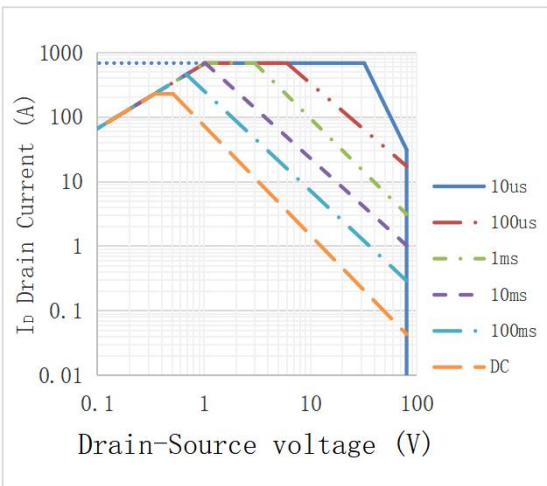 1000
100
10
1
0.1
0.01
I_D Drain Current (A)
0.1 1 10 100
Drain-Source voltage (V)
10us
100us
1ms
10ms
100ms
DC